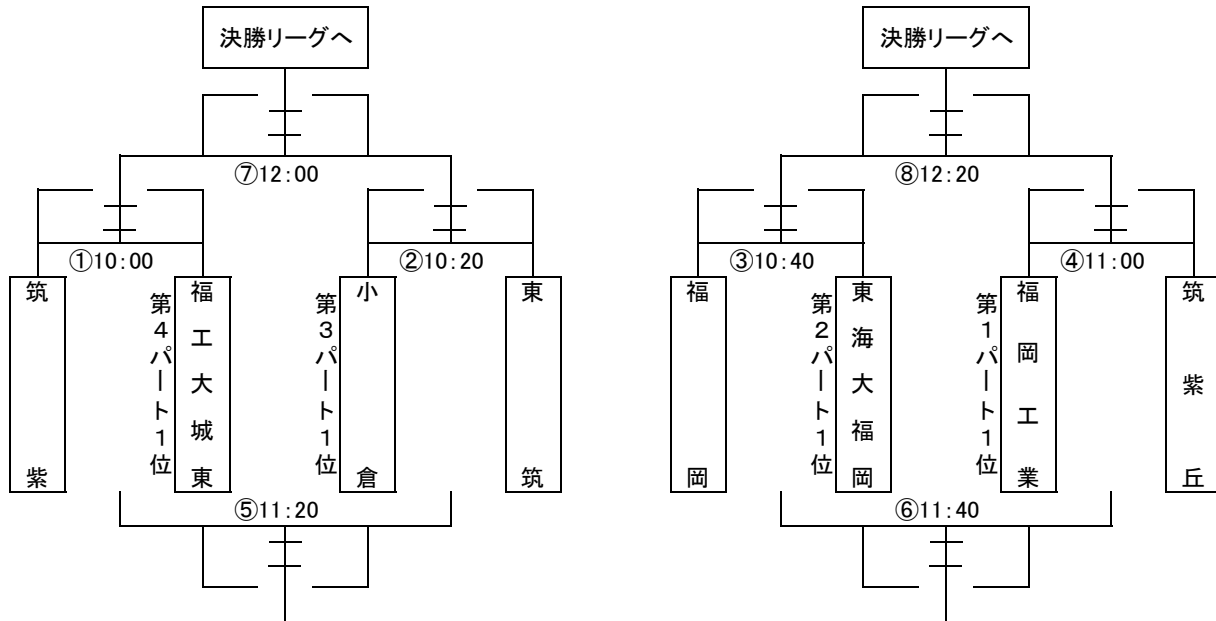 決勝リーグへ
決勝リーグへ
⑦12:00
⑧12:20
①10:00
②10:20
③10:40
④11:00
筑紫
第4パート1位
福工大城東
第3パート1位
小倉
東筑
福岡
第2パート1位
東海大福岡
第1パート1位
福岡工業
筑紫丘
⑤11:20
⑥11:40